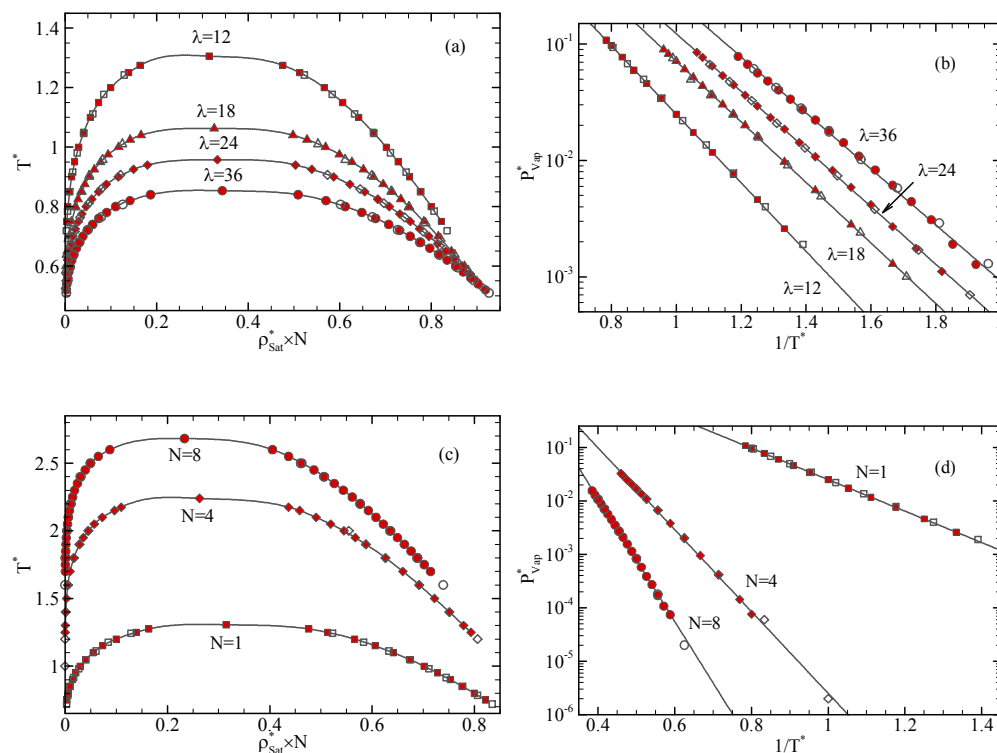 (a)
λ=12
λ=18
λ=24
λ=36
T*
1.4
1.2
1.0
0.8
0.6
0 0.2 0.4 0.6 0.8
ρ*Sat×N
(b)
λ=36
λ=24
λ=18
λ=12
P*Vap
10-1
10-2
10-3
0.8 1 1.2 1.4 1.6 1.8
1/T*
(c)
N=8
N=4
N=1
T*
2.5
2
1.5
1
0 0.2 0.4 0.6 0.8
ρ*Sat×N
(d)
N=1
N=4
N=8
P*Vap
10-1
10-2
10-3
10-4
10-5
10-6
0.4 0.6 0.8 1 1.2 1.4
1/T*